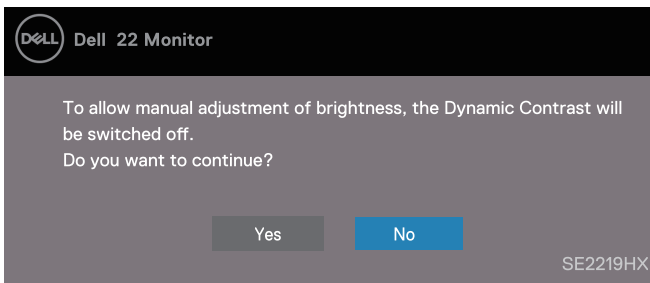 DELL Dell 22 Monitor
To allow manual adjustment of brightness, the Dynamic Contrast will
be switched off.
Do you want to continue?
Yes No
SE2219HX